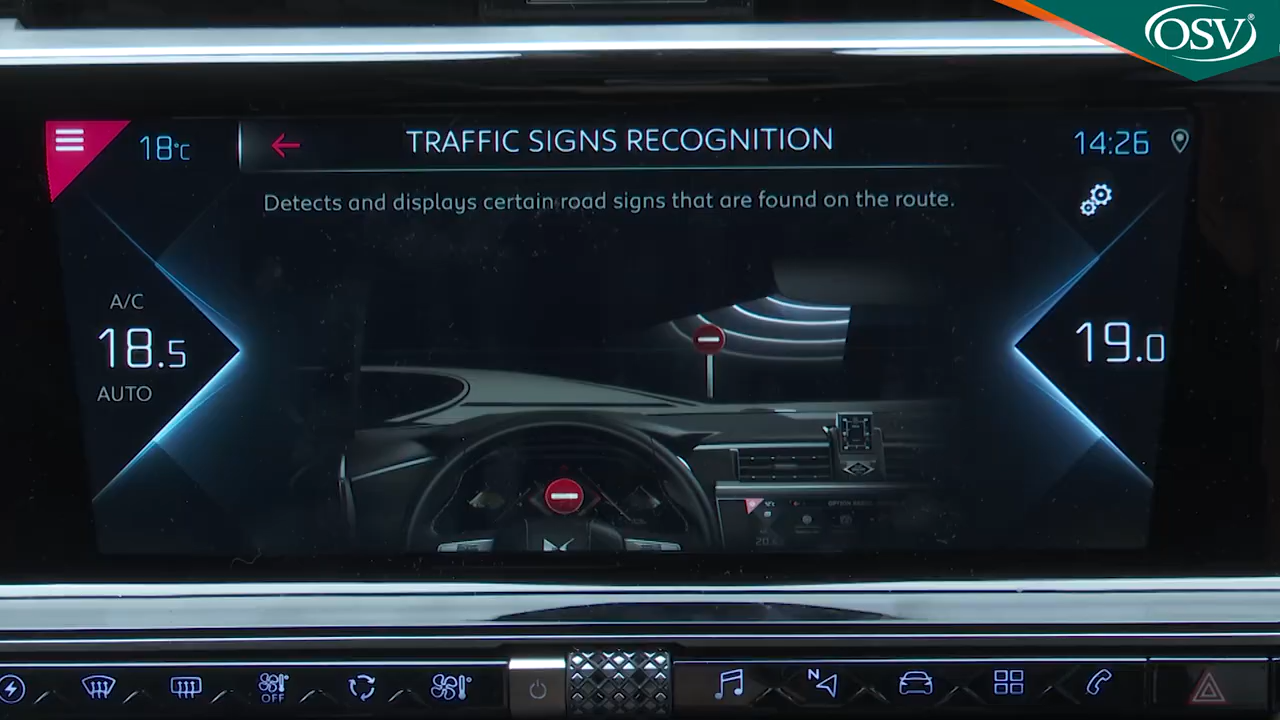 OSV®
18°C
TRAFFIC SIGNS RECOGNITION
14:26
Detects and displays certain road signs that are found on the route.
A/C
18.5
AUTO
19.0
OFF
N